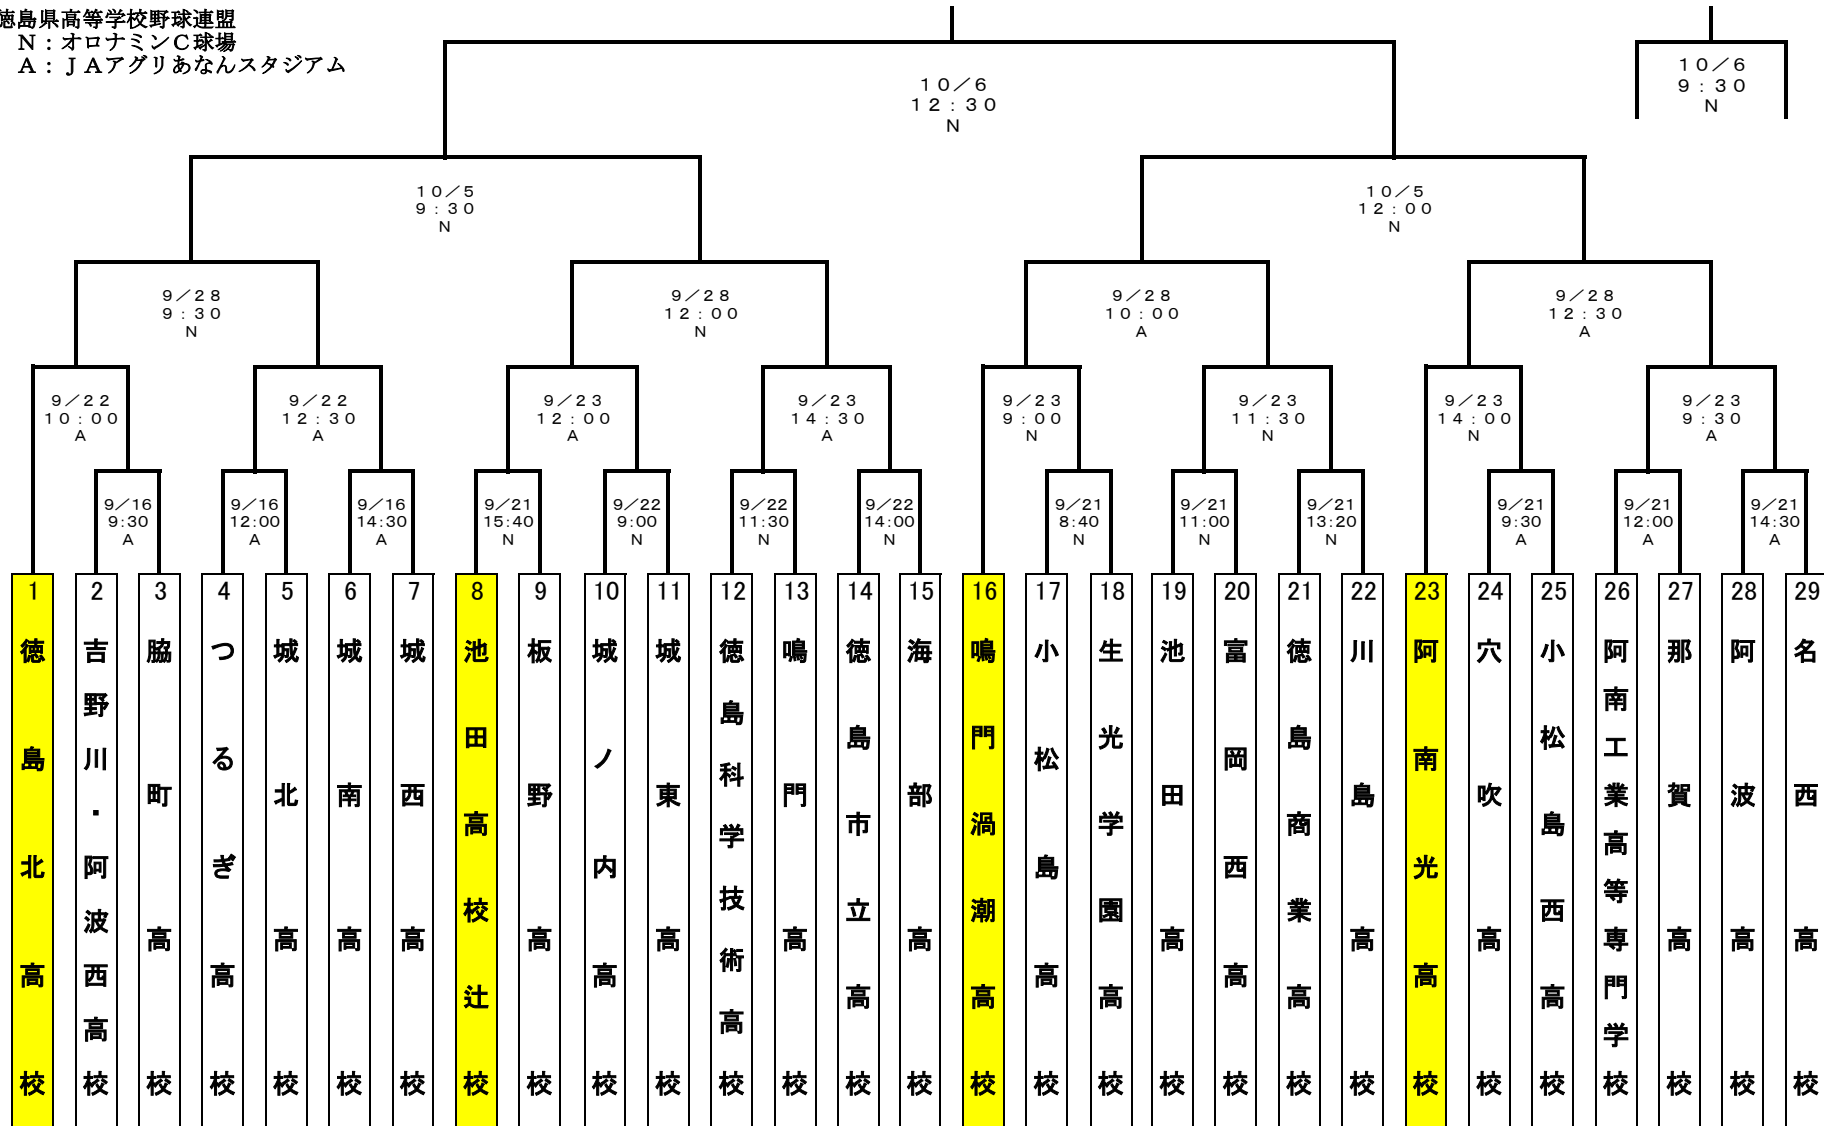 徳島県高等学校野球連盟
N：オロナミンC球場
A：JAアグリあなんスタジアム
10/6
12:30
N
10/6
9:30
N
10/5
9:30
N
10/5
12:00
N
9/28
9:30
N
9/28
12:00
N
9/28
10:00
A
9/28
12:30
A
9/22
10:00
A
9/22
12:30
A
9/23
12:00
A
9/23
14:30
A
9/23
9:00
N
9/23
11:30
N
9/23
14:00
N
9/23
9:30
A
9/16
9:30
A
9/16
12:00
A
9/16
14:30
A
9/21
15:40
N
9/22
9:00
N
9/22
11:30
N
9/22
14:00
N
9/21
8:40
N
9/21
11:00
N
9/21
13:20
N
9/21
9:30
A
9/21
12:00
A
9/21
14:30
A
1 徳島北高校
2 吉野川・阿波西高校
3 脇町高校
4 つるぎ高校
5 城北高校
6 城南高校
7 城西高校
8 池田高校辻校
9 板野高校
10 城ノ内高校
11 城東高校
12 徳島科学技術高校
13 鳴門高校
14 徳島市立高校
15 海部高校
16 鳴門渦潮高校
17 小松島高校
18 生光学園高校
19 池田高校
20 富岡西高校
21 徳島商業高校
22 川島高校
23 阿南光高校
24 穴吹高校
25 小松島西高校
26 阿南工業高等専門学校
27 那賀高校
28 阿波高校
29 名西高校